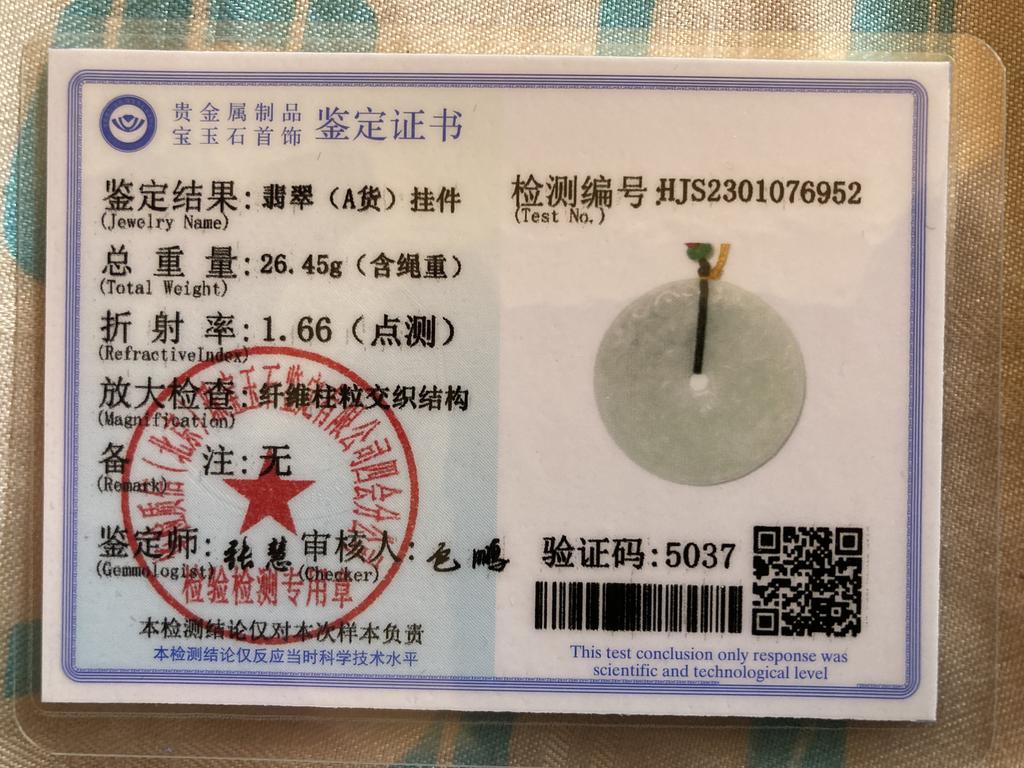 贵金属制品
宝玉石首饰
鉴定证书
鉴定结果: 翡翠（A货）挂件
(Jewelry Name)
总重量: 26.45g（含绳重）
(Total Weight)
折射率: 1.66（点测）
(RefractiveIndex)
放大检查: 纤维柱粒交织结构
(Magnification)
备注: 无
(Remark)
鉴定师: 张慧 审核人: 包鹏
(Gemmologist) (Checker)
检验检测专用章
本检测结论仅对本次样本负责
本检测结论仅反应当时科学技术水平
检测编号:HJS2301076952
(Test No.)
验证码:5037
This test conclusion only response was
scientific and technological level